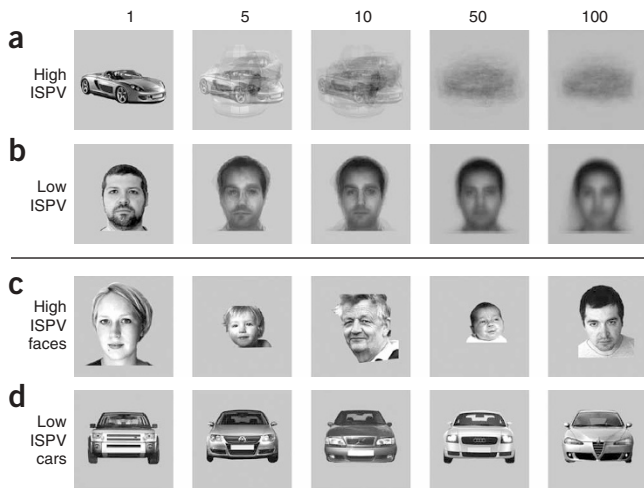 1 5 10 50 100
a
High
ISPV
b
Low
ISPV
c
High
ISPV
faces
d
Low
ISPV
cars